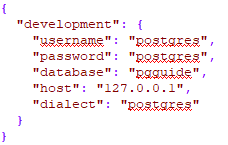 {
  "development": {
    "username": "postgres",
    "password": "postgres",
    "database": "pgguide",
    "host": "127.0.0.1",
    "dialect": "postgres"
  }
}